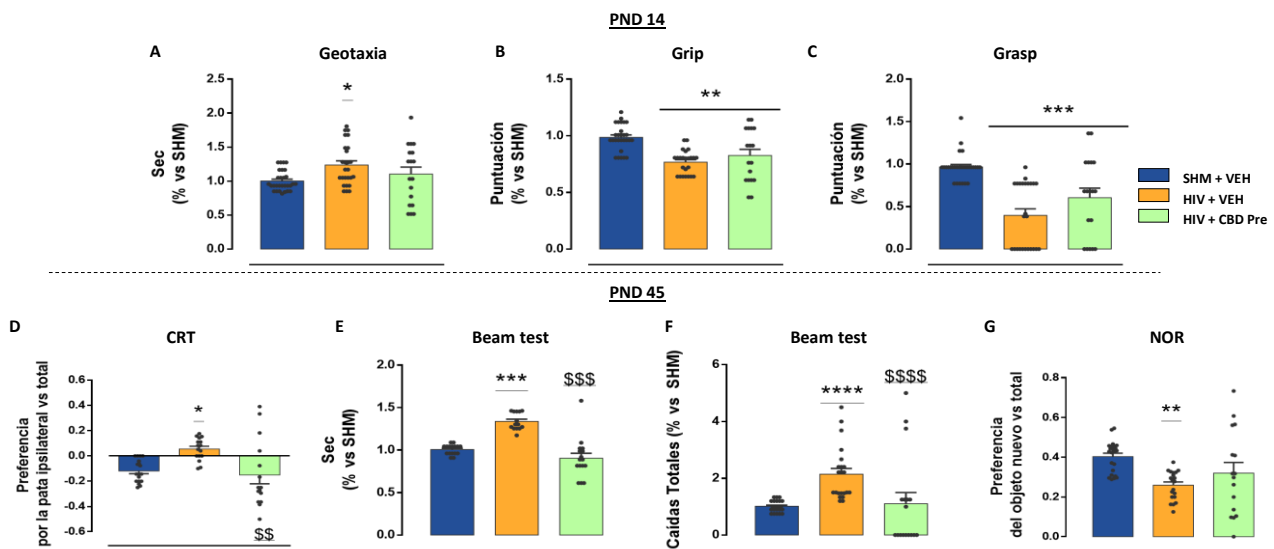 PND 14
A
Geotaxia
Sec
(% vs SHM)
2.5
2.0
1.5
1.0
0.5
0.0
*
B
Grip
Puntuación
(% vs SHM)
1.5
1.0
0.5
0.0
**
C
Grasp
Puntuación
(% vs SHM)
2.0
1.5
1.0
0.5
0.0
***
SHM + VEH
HIV + VEH
HIV + CBD Pre
PND 45
D
CRT
Preferencia
por la pata ipsilateral vs total
0.6
0.4
0.2
0.0
-0.2
-0.4
-0.6
*
$$
E
Beam test
Sec
(% vs SHM)
2.0
1.5
1.0
0.5
0.0
***
$$$
F
Beam test
Caídas Totales (% vs SHM)
6
4
2
0
****
$$$$
G
NOR
Preferencia
del objeto nuevo vs total
0.8
0.6
0.4
0.2
0.0
**